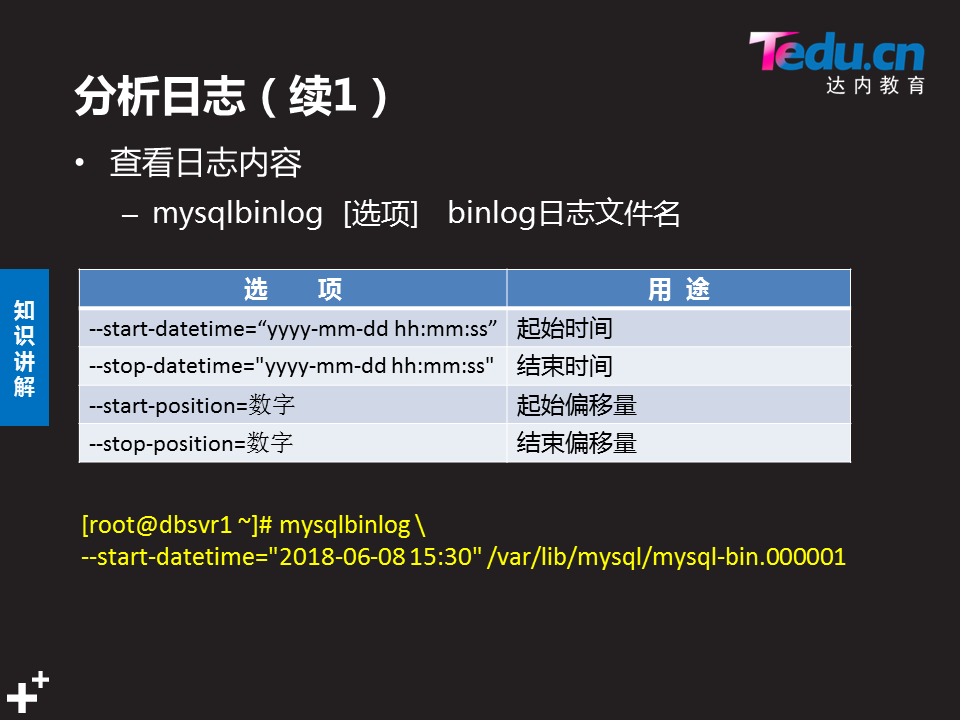 Tedu.cn
达内教育
分析日志（续1）
• 查看日志内容
– mysqlbinlog [选项] binlog日志文件名
知识讲解
选 项 用 途
--start-datetime=“yyyy-mm-dd hh:mm:ss” 起始时间
--stop-datetime="yyyy-mm-dd hh:mm:ss" 结束时间
--start-position=数字 起始偏移量
--stop-position=数字 结束偏移量
[root@dbsvr1 ~]# mysqlbinlog \
--start-datetime="2018-06-08 15:30" /var/lib/mysql/mysql-bin.000001